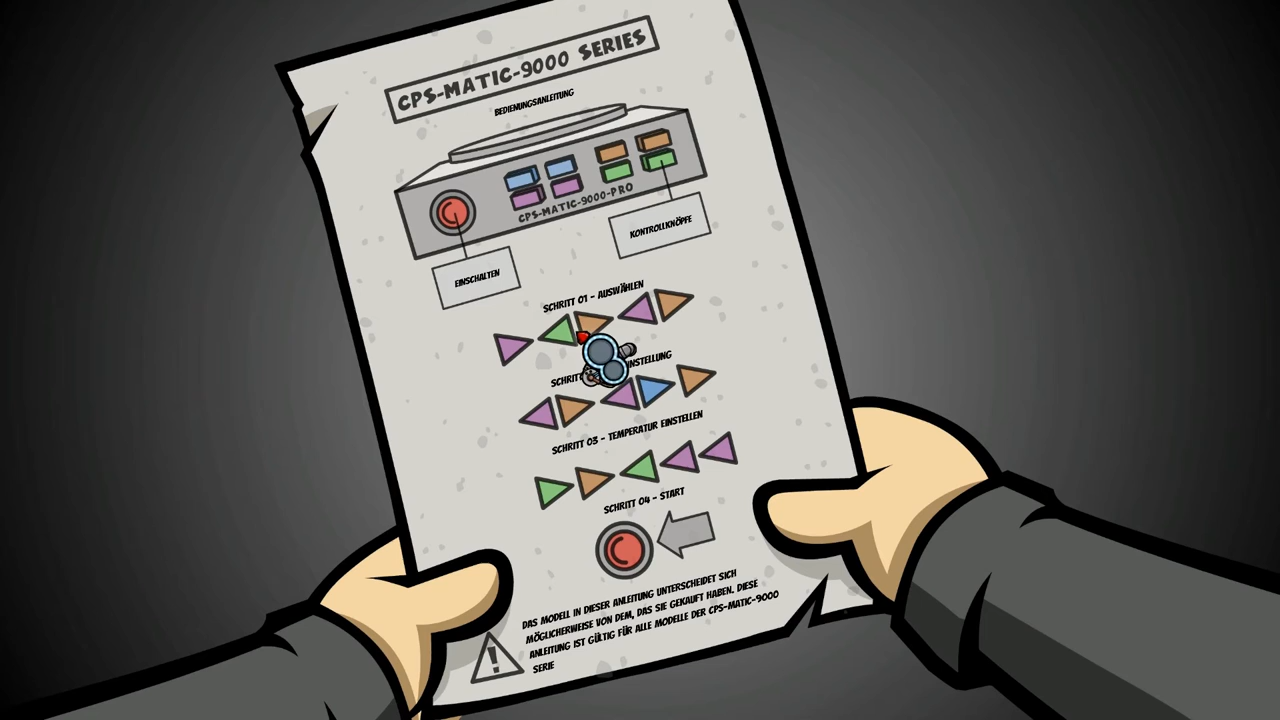 CPS-MATIC-9000 SERIES
BEDIENUNGSANLEITUNG
CPS-MATIC-9000-PRO
KONTROLLKNÖPFE
EINSCHALTEN
SCHRITT 01 - AUSWÄHLEN
SCHRITT
SCHRITT 03 - TEMPERATUR EINSTELLEN
SCHRITT 04 - START
DAS MODELL IN DIESER ANLEITUNG UNTERSCHEIDET SICH
MÖGLICHERWEISE VON DEM, DAS SIE GEKAUFT HABEN. DIESE
ANLEITUNG IST GÜLTIG FÜR ALLE MODELLE DER CPS-MATIC-9000
SERIE